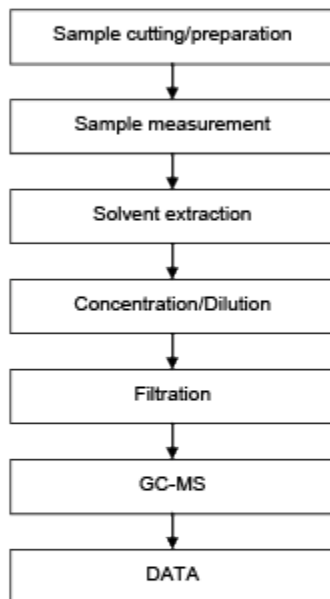 Sample cutting/preparation
Sample measurement
Solvent extraction
Concentration/Dilution
Filtration
GC-MS
DATA